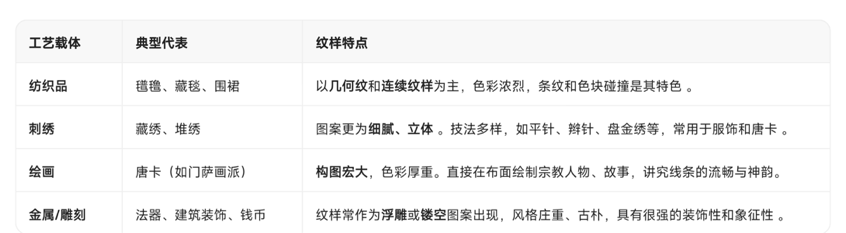 工艺载体 典型代表 纹样特点
纺织品 氆氇、藏毯、围裙 以几何纹和连续纹样为主，色彩浓烈，条纹和色块碰撞是其特色 。
刺绣 藏绣、堆绣 图案更为细腻、立体 。技法多样，如平针、辫针、盘金绣等，常用于服饰和唐卡 。
绘画 唐卡（如门萨画派） 构图宏大，色彩厚重。直接在布面绘制宗教人物、故事，讲究线条的流畅与神韵。
金属/雕刻 法器、建筑装饰、钱币 纹样常作为浮雕或镂空图案出现，风格庄重、古朴，具有很强的装饰性和象征性 。